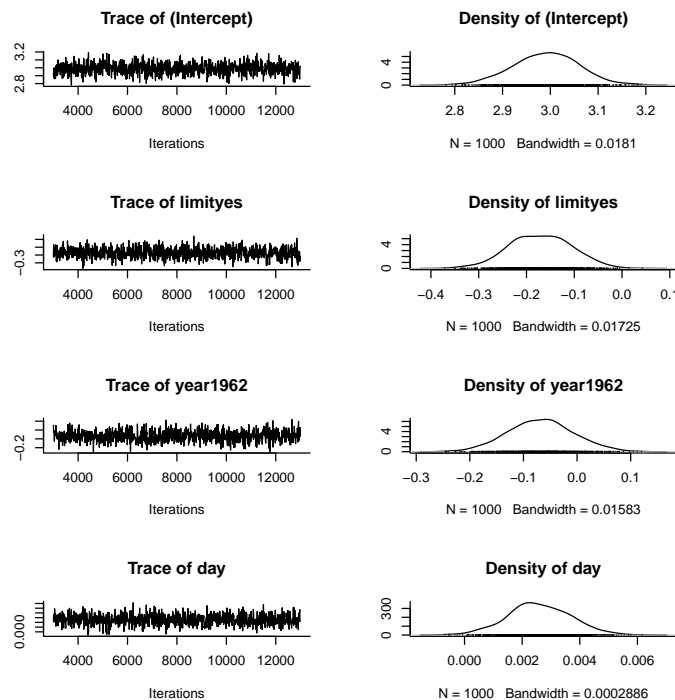 Trace of (Intercept)
2.8 3.2
4000 6000 8000 10000 12000
Iterations
Density of (Intercept)
0 4
2.8 2.9 3.0 3.1 3.2
N = 1000 Bandwidth = 0.0181
Trace of limityes
−0.3
4000 6000 8000 10000 12000
Iterations
Density of limityes
0 4
−0.4 −0.3 −0.2 −0.1 0.0 0.1
N = 1000 Bandwidth = 0.01725
Trace of year1962
−0.2
4000 6000 8000 10000 12000
Iterations
Density of year1962
0 4
−0.3 −0.2 −0.1 0.0 0.1
N = 1000 Bandwidth = 0.01583
Trace of day
0.000
4000 6000 8000 10000 12000
Iterations
Density of day
0 300
0.000 0.002 0.004 0.006
N = 1000 Bandwidth = 0.0002886